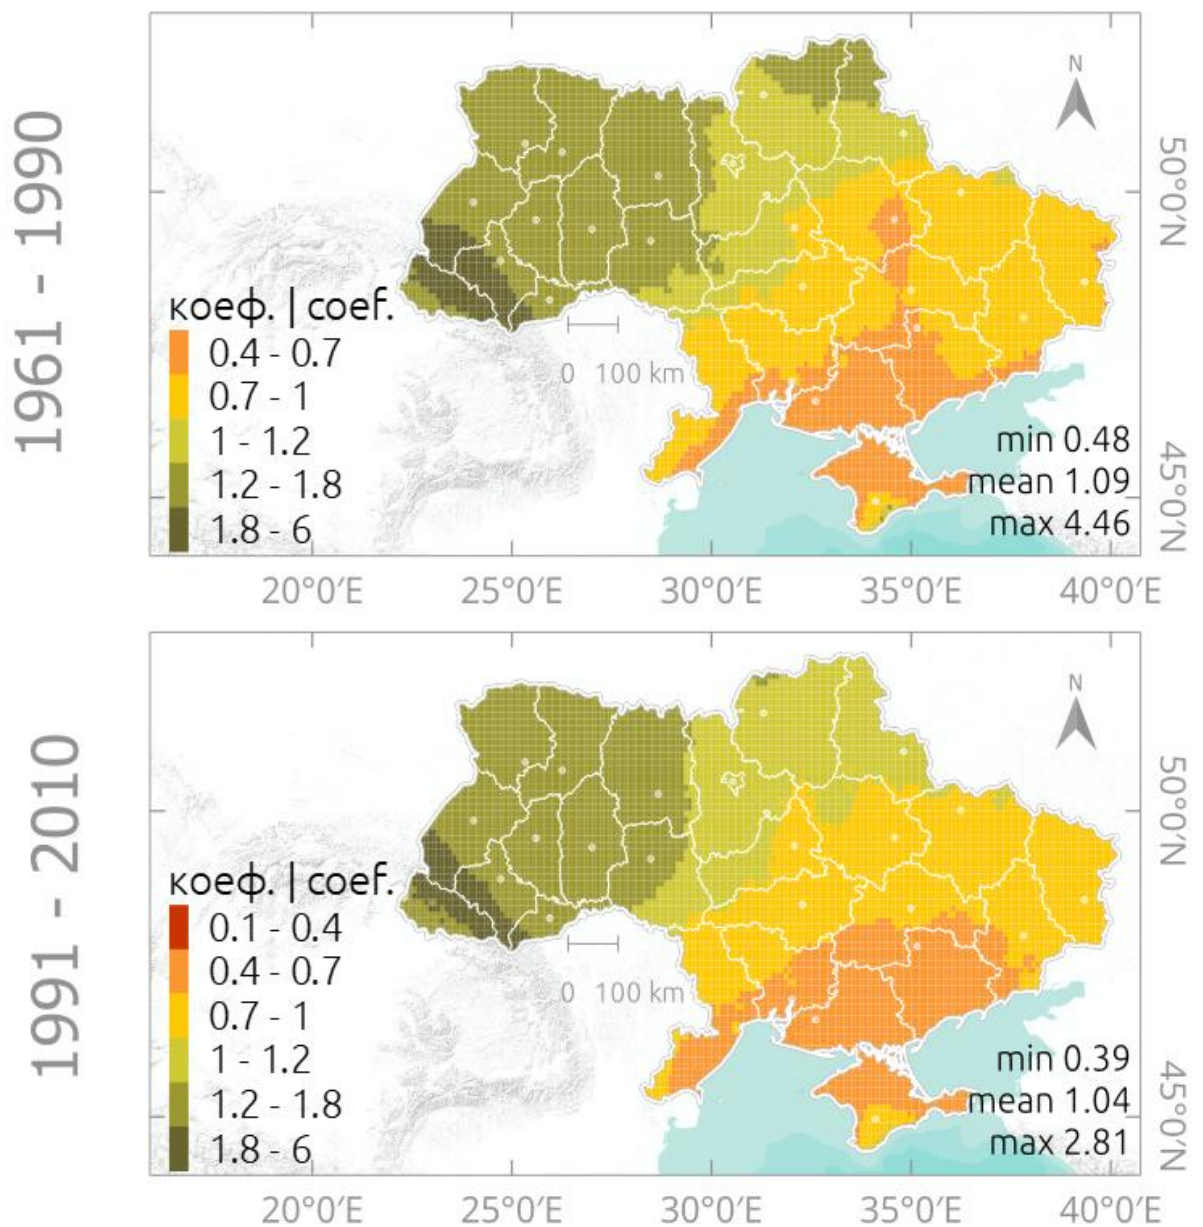 1961 - 1990
N
50°0′N
коеф. | coef.
0.4 - 0.7
0.7 - 1
1 - 1.2
1.2 - 1.8
1.8 - 6
0 100 km
min 0.48
mean 1.09
max 4.46
45°0′N
20°0′E 25°0′E 30°0′E 35°0′E 40°0′E
1991 - 2010
N
50°0′N
коеф. | coef.
0.1 - 0.4
0.4 - 0.7
0.7 - 1
1 - 1.2
1.2 - 1.8
1.8 - 6
0 100 km
min 0.39
mean 1.04
max 2.81
45°0′N
20°0′E 25°0′E 30°0′E 35°0′E 40°0′E